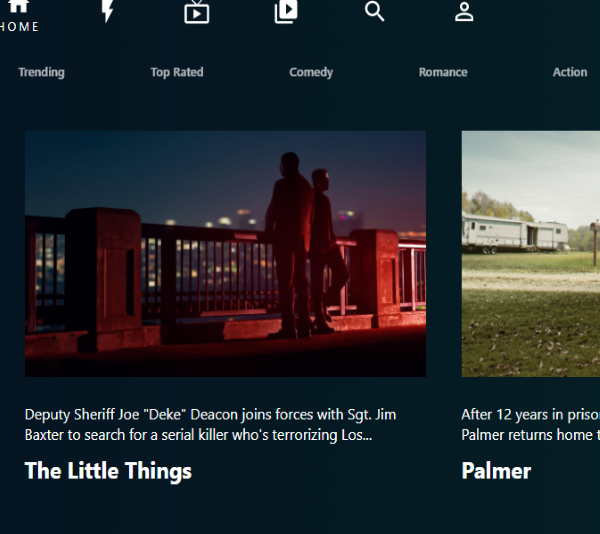 HOME
Trending
Top Rated
Comedy
Romance
Action
Deputy Sheriff Joe "Deke" Deacon joins forces with Sgt. Jim
Baxter to search for a serial killer who's terrorizing Los...
The Little Things
After 12 years in
Palmer returns home
Palmer